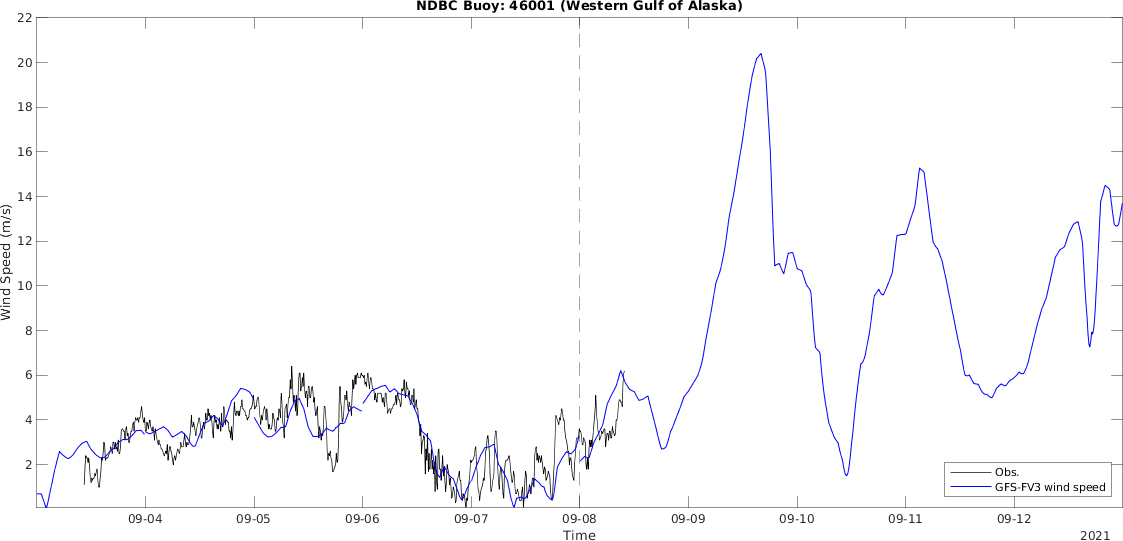 NDBC Buoy: 46001 (Western Gulf of Alaska)
22
20
18
16
14
12
10
8
6
4
2
Wind Speed (m/s)
Obs.
GFS-FV3 wind speed
09-04 09-05 09-06 09-07 09-08 09-09 09-10 09-11 09-12
Time
2021